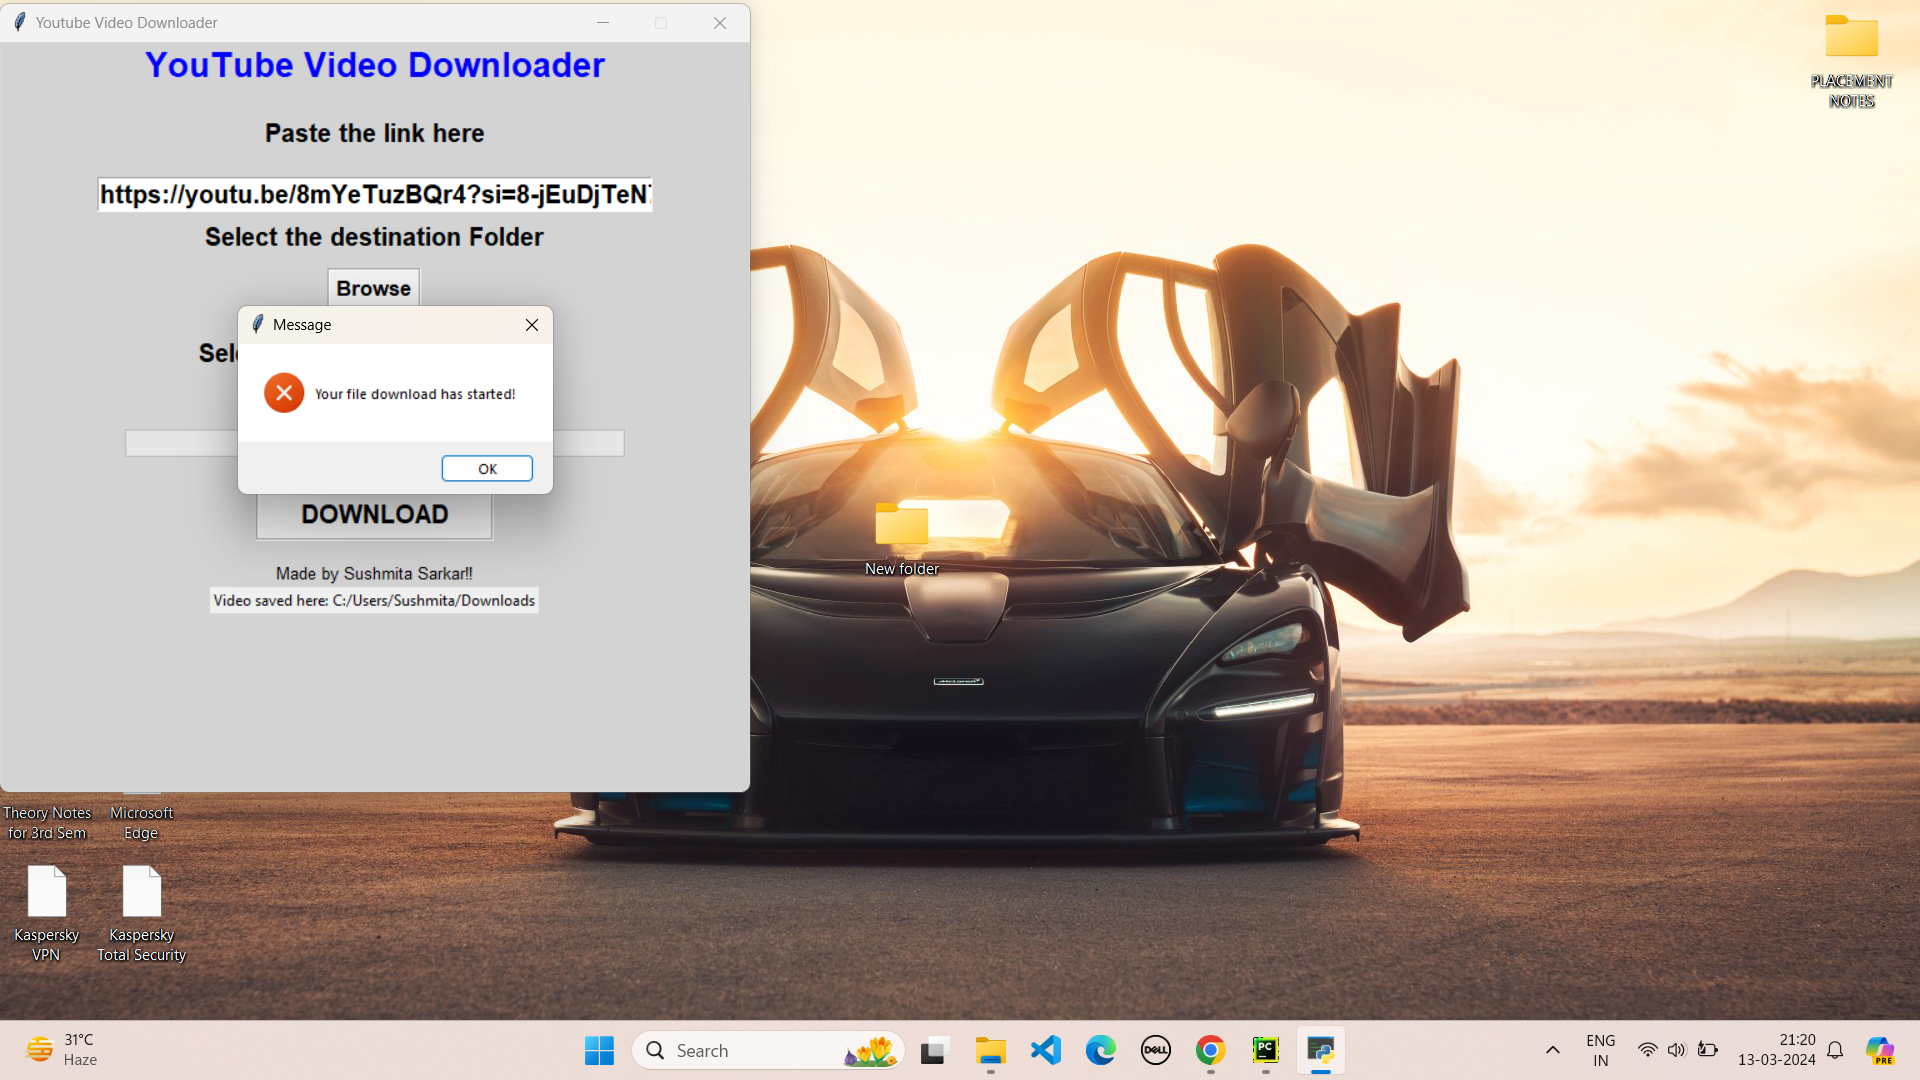 Youtube Video Downloader
YouTube Video Downloader
Paste the link here
https://youtu.be/8mYeTuzBQr4?si=8-jEuDjTeN
Select the destination Folder
Browse
Message
Sel
Your file download has started!
OK
DOWNLOAD
Made by Sushmita Sarkar!!
Video saved here: C:/Users/Sushmita/Downloads
PLACEMENT
NOTES
New folder
McLaren
Theory Notes
for 3rd Sem
Microsoft
Edge
Kaspersky
VPN
Kaspersky
Total Security
31°C
Haze
Search
DELL
PC
ENG
IN
21:20
13-03-2024
PRE